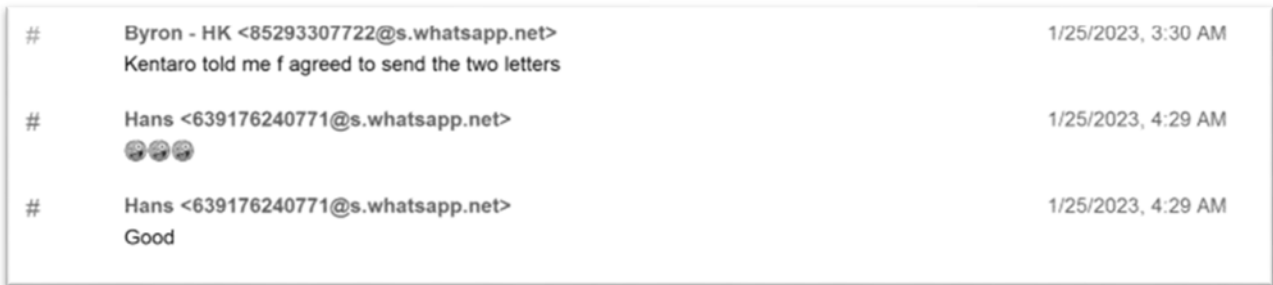 # Byron - HK <85293307722@s.whatsapp.net> 1/25/2023, 3:30 AM
Kentaro told me f agreed to send the two letters
# Hans <639176240771@s.whatsapp.net> 1/25/2023, 4:29 AM
🤪🤪🤪
# Hans <639176240771@s.whatsapp.net> 1/25/2023, 4:29 AM
Good